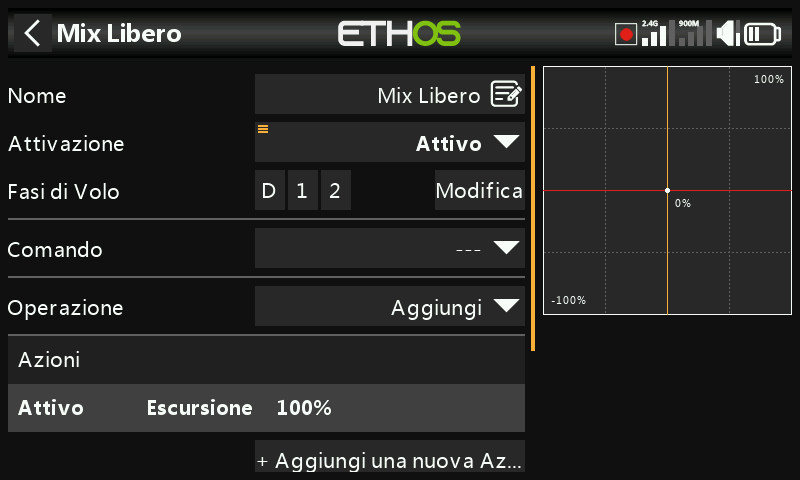 Mix Libero
ETHOS
2.4G
900M
Nome
Mix Libero
Attivazione
Attivo
Fasi di Volo
D 1 2
Modifica
Comando
---
Operazione
Aggiungi
Azioni
Attivo Escursione 100%
+ Aggiungi una nuova Az...
100%
0%
-100%